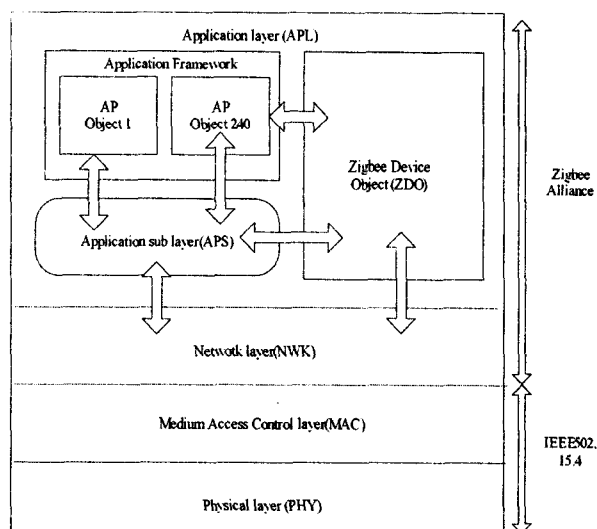 Application layer (APL)
Application Framework
AP
Object 1
AP
Object 240
Zigbee Device
Object (ZDO)
Application sub layer(APS)
Netwotk layer(NWK)
Medium Access Control layer(MAC)
Physical layer (PHY)
Zigbee
Alliance
IEEE502.
15.4